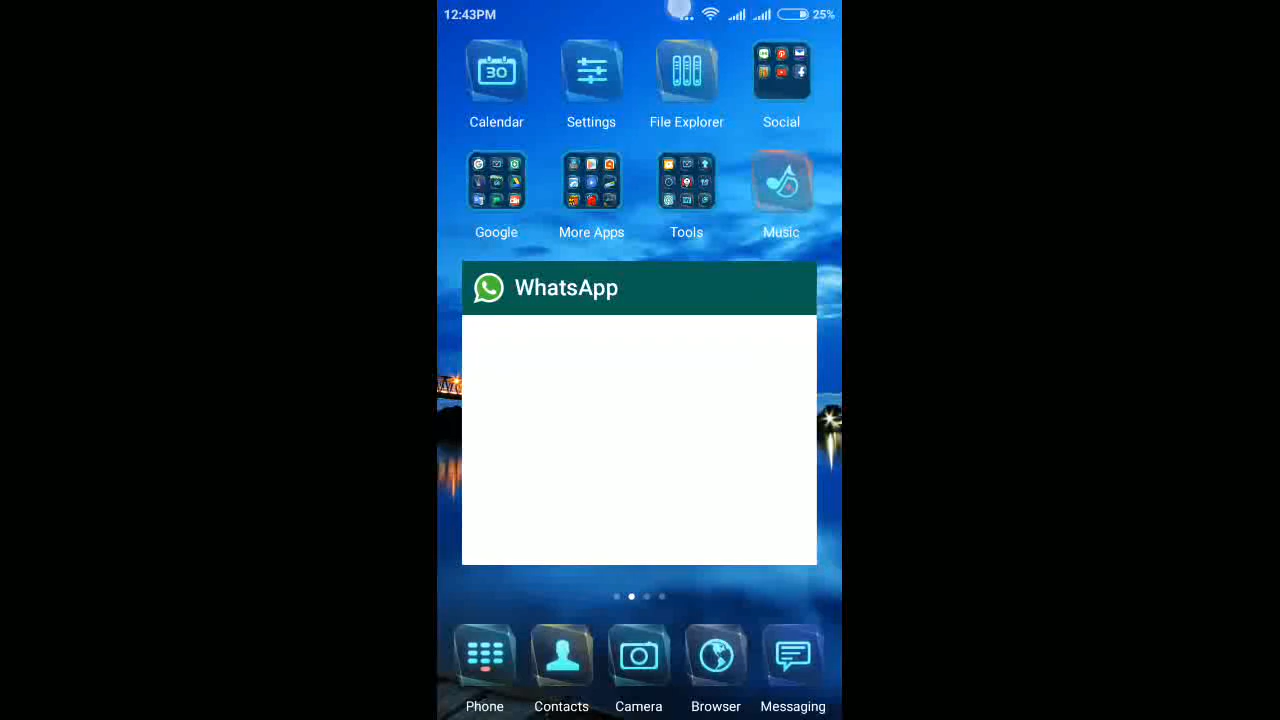 12:43PM 25%
30
Calendar Settings File Explorer Social
Google More Apps Tools Music
WhatsApp
Phone Contacts Camera Browser Messaging